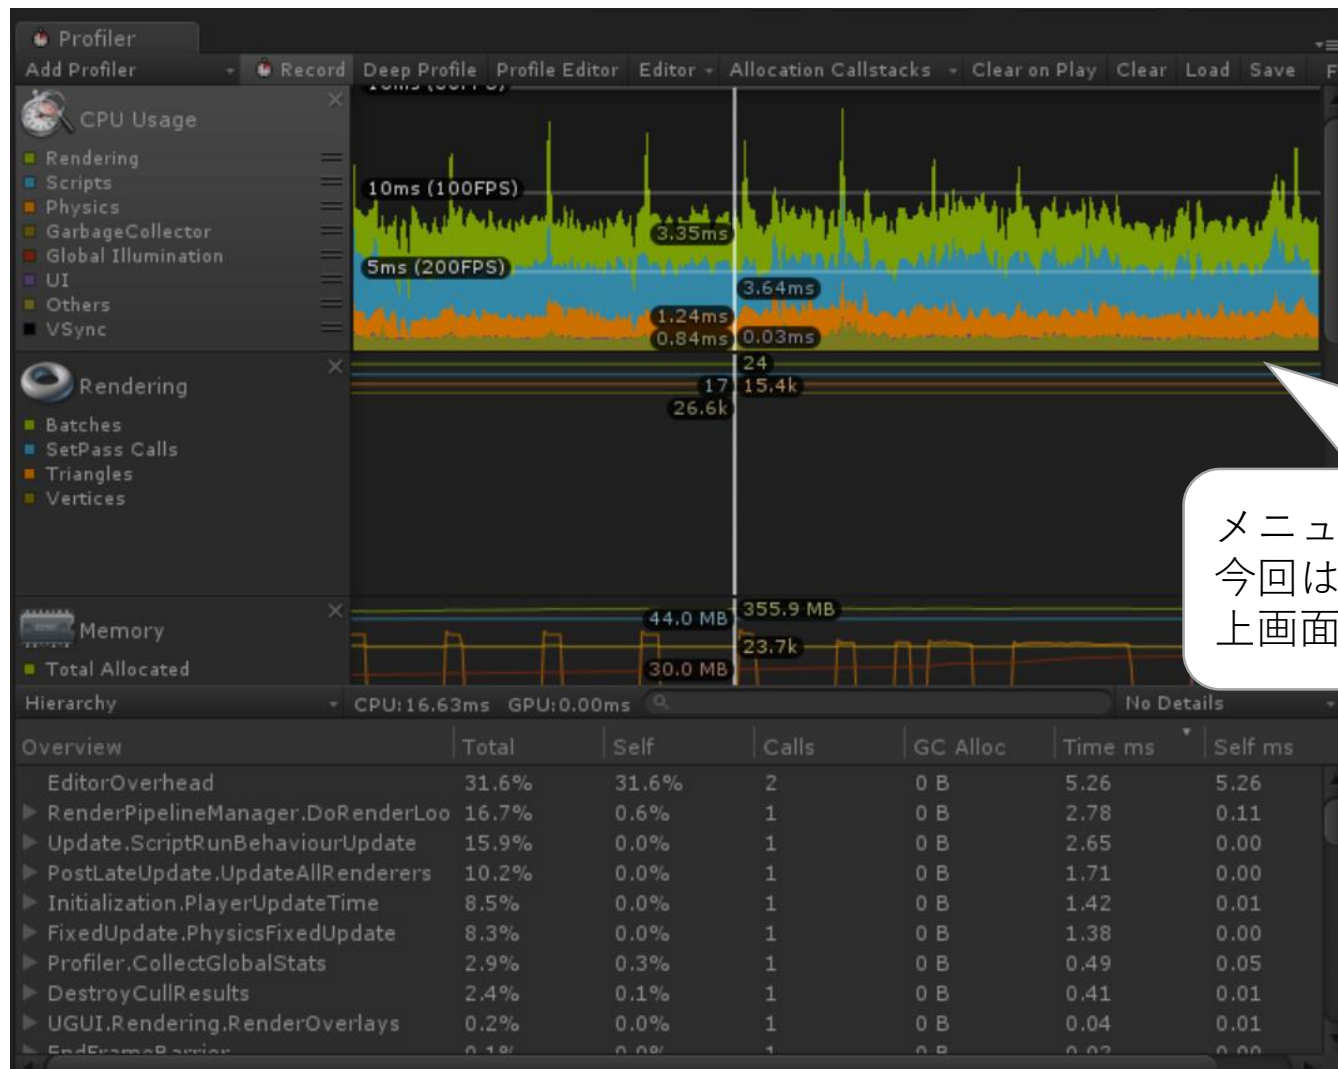 Profiler
Add Profiler Record Deep Profile Profile Editor Editor Allocation Callstacks Clear on Play Clear Load Save F
CPU Usage
Rendering
Scripts
Physics
GarbageCollector
Global Illumination
UI
Others
VSync
10ms (100FPS)
3.35ms
5ms (200FPS)
3.64ms
1.24ms
0.84ms 0.03ms
Rendering
Batches
SetPass Calls
Triangles
Vertices
24
17 15.4k
26.6k
メニュ
今回は
上画面
Memory
Total Allocated
44.0 MB 355.9 MB
23.7k
30.0 MB
Hierarchy CPU:16.63ms GPU:0.00ms No Details
Overview Total Self Calls GC Alloc Time ms Self ms
EditorOverhead 31.6% 31.6% 2 0 B 5.26 5.26
RenderPipelineManager.DoRenderLoo 16.7% 0.6% 1 0 B 2.78 0.11
Update.ScriptRunBehaviourUpdate 15.9% 0.0% 1 0 B 2.65 0.00
PostLateUpdate.UpdateAllRenderers 10.2% 0.0% 1 0 B 1.71 0.00
Initialization.PlayerUpdateTime 8.5% 0.0% 1 0 B 1.42 0.01
FixedUpdate.PhysicsFixedUpdate 8.3% 0.0% 1 0 B 1.38 0.00
Profiler.CollectGlobalStats 2.9% 0.3% 1 0 B 0.49 0.05
DestroyCullResults 2.4% 0.1% 1 0 B 0.41 0.01
UGUI.Rendering.RenderOverlays 0.2% 0.0% 1 0 B 0.04 0.01